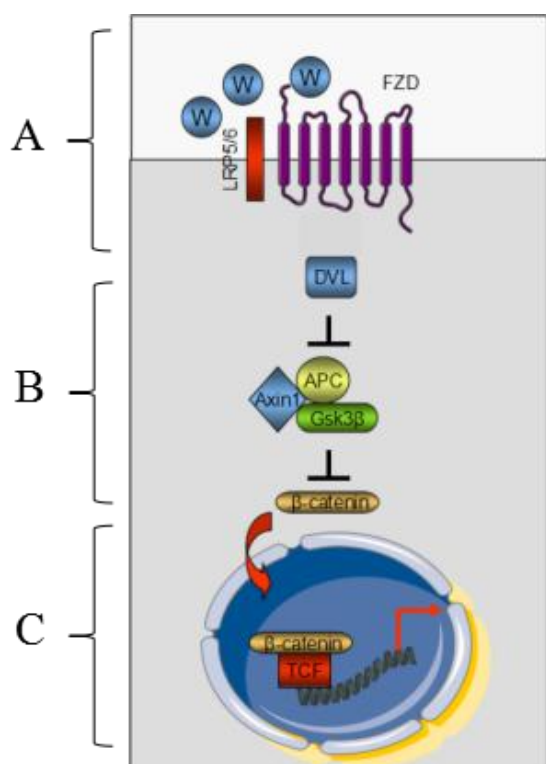 A
W
W
W
FZD
LRP5/6
DVL
B
APC
Axin1
Gsk3β
β-catenin
C
β-catenin
TCF